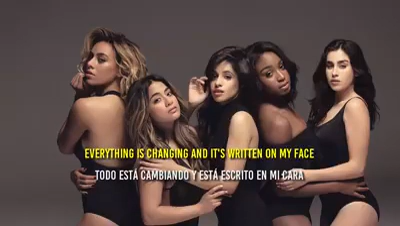 EVERYTHING IS CHANGING AND IT'S WRITTEN ON MY FACE
TODO ESTÁ CAMBIANDO Y ESTÁ ESCRITO EN MI CARA